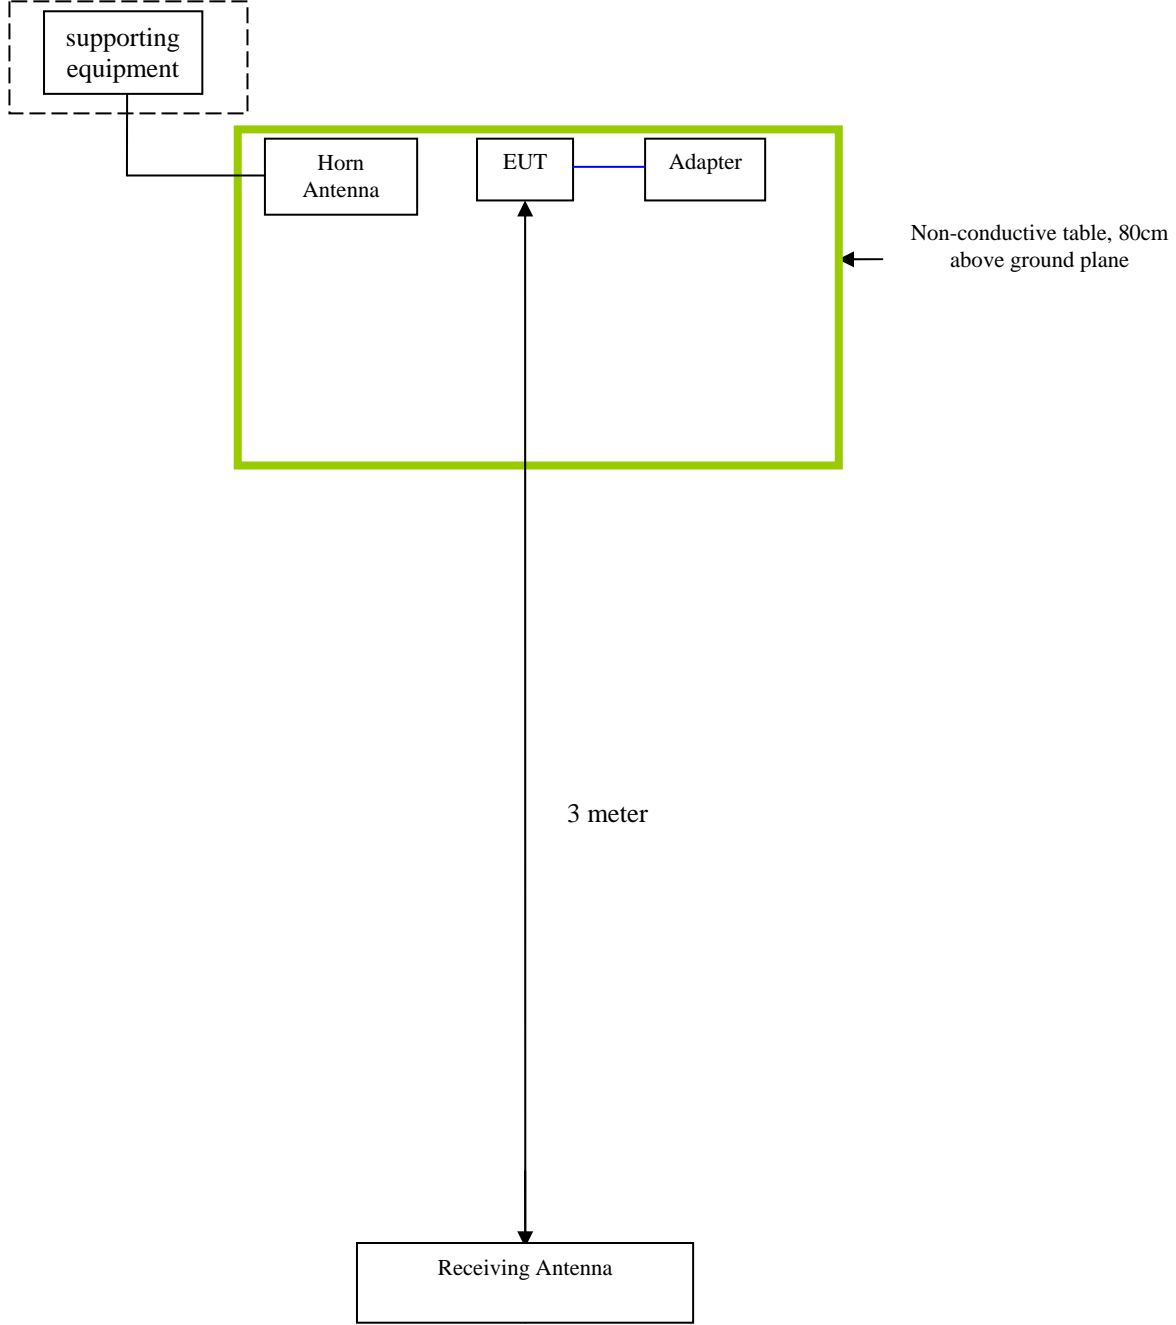 supporting
equipment
Horn
Antenna
EUT
Adapter
Non-conductive table, 80cm
above ground plane
3 meter
Receiving Antenna